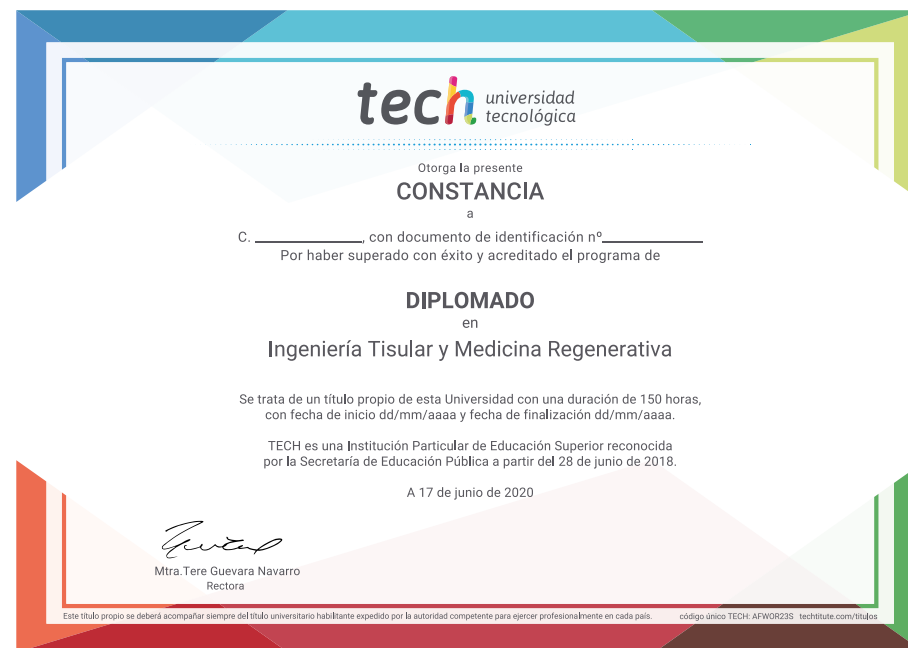 tech universidad
tecnológica
Otorga la presente
CONSTANCIA
a
C. ____________, con documento de identificación nº____________
Por haber superado con éxito y acreditado el programa de
DIPLOMADO
en
Ingeniería Tisular y Medicina Regenerativa
Se trata de un título propio de esta Universidad con una duración de 150 horas,
con fecha de inicio dd/mm/aaaa y fecha de finalización dd/mm/aaaa.
TECH es una Institución Particular de Educación Superior reconocida
por la Secretaría de Educación Pública a partir del 28 de junio de 2018.
A 17 de junio de 2020
Mtra.Tere Guevara Navarro
Rectora
Este título propio se deberá acompañar siempre del título universitario habilitante expedido por la autoridad competente para ejercer profesionalmente en cada país. código único TECH: AFWOR23S techtitute.com/titulos